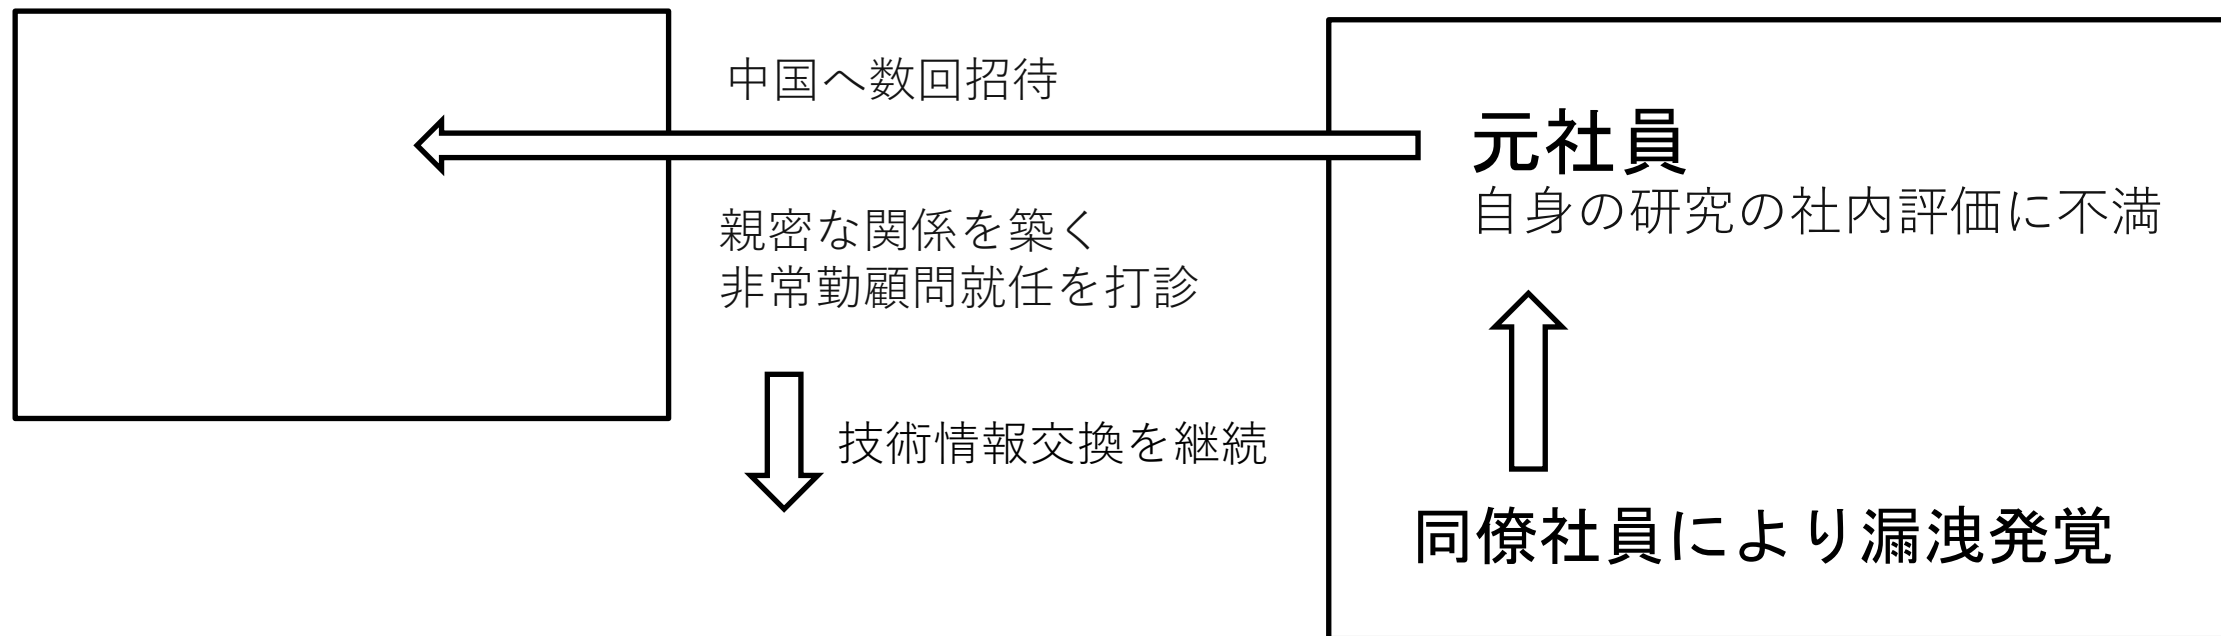 中国へ数回招待
親密な関係を築く
非常勤顧問就任を打診
技術情報交換を継続
元社員
自身の研究の社内評価に不満
同僚社員により漏洩発覚